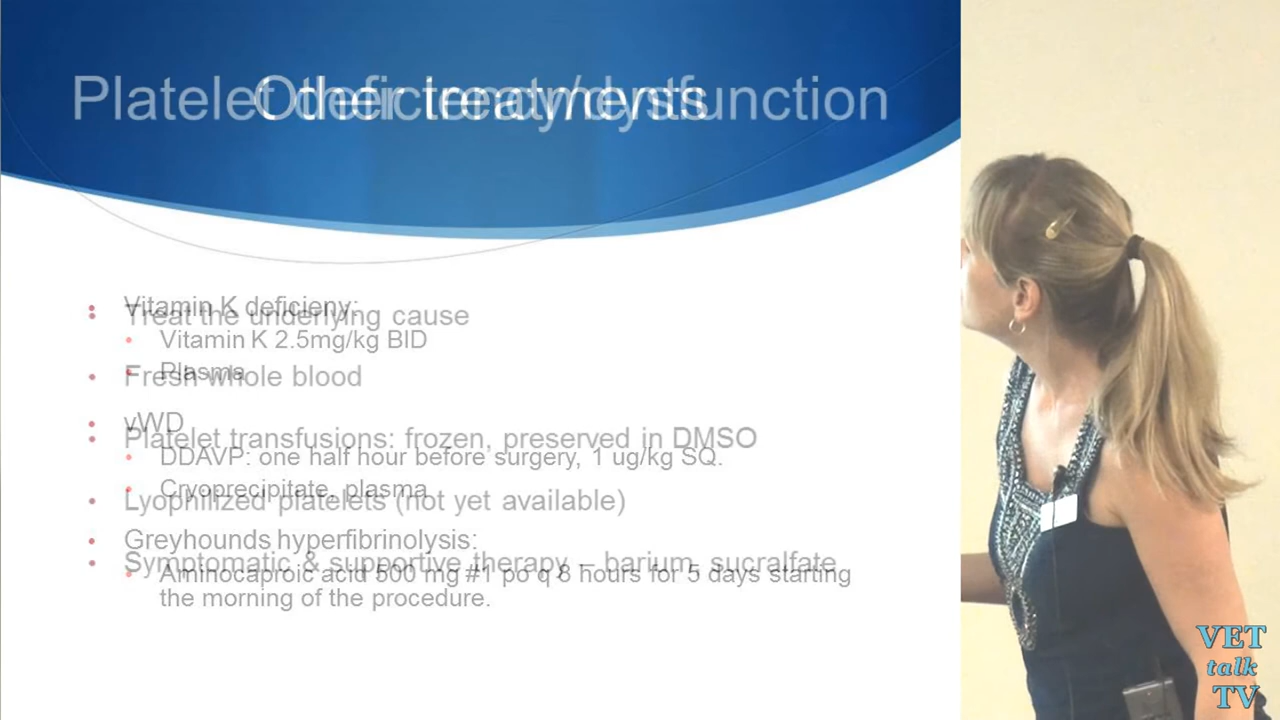 Platelet deficiency/dysfunction
Other treatments
Vitamin K deficieny:
Treat the underlying cause
Vitamin K 2.5mg/kg BID
Plasma
Fresh whole blood
vWD
Platelet transfusions: frozen, preserved in DMSO
DDAVP: one half hour before surgery, 1 ug/kg SQ.
Cryoprecipitate, plasma
Lyophilized platelets (not yet available)
Greyhounds hyperfibrinolysis:
Symptomatic & supportive therapy – barium, sucralfate
Aminocaproic acid 500 mg #1 po q 8 hours for 5 days starting
the morning of the procedure.
VET
talk
TV